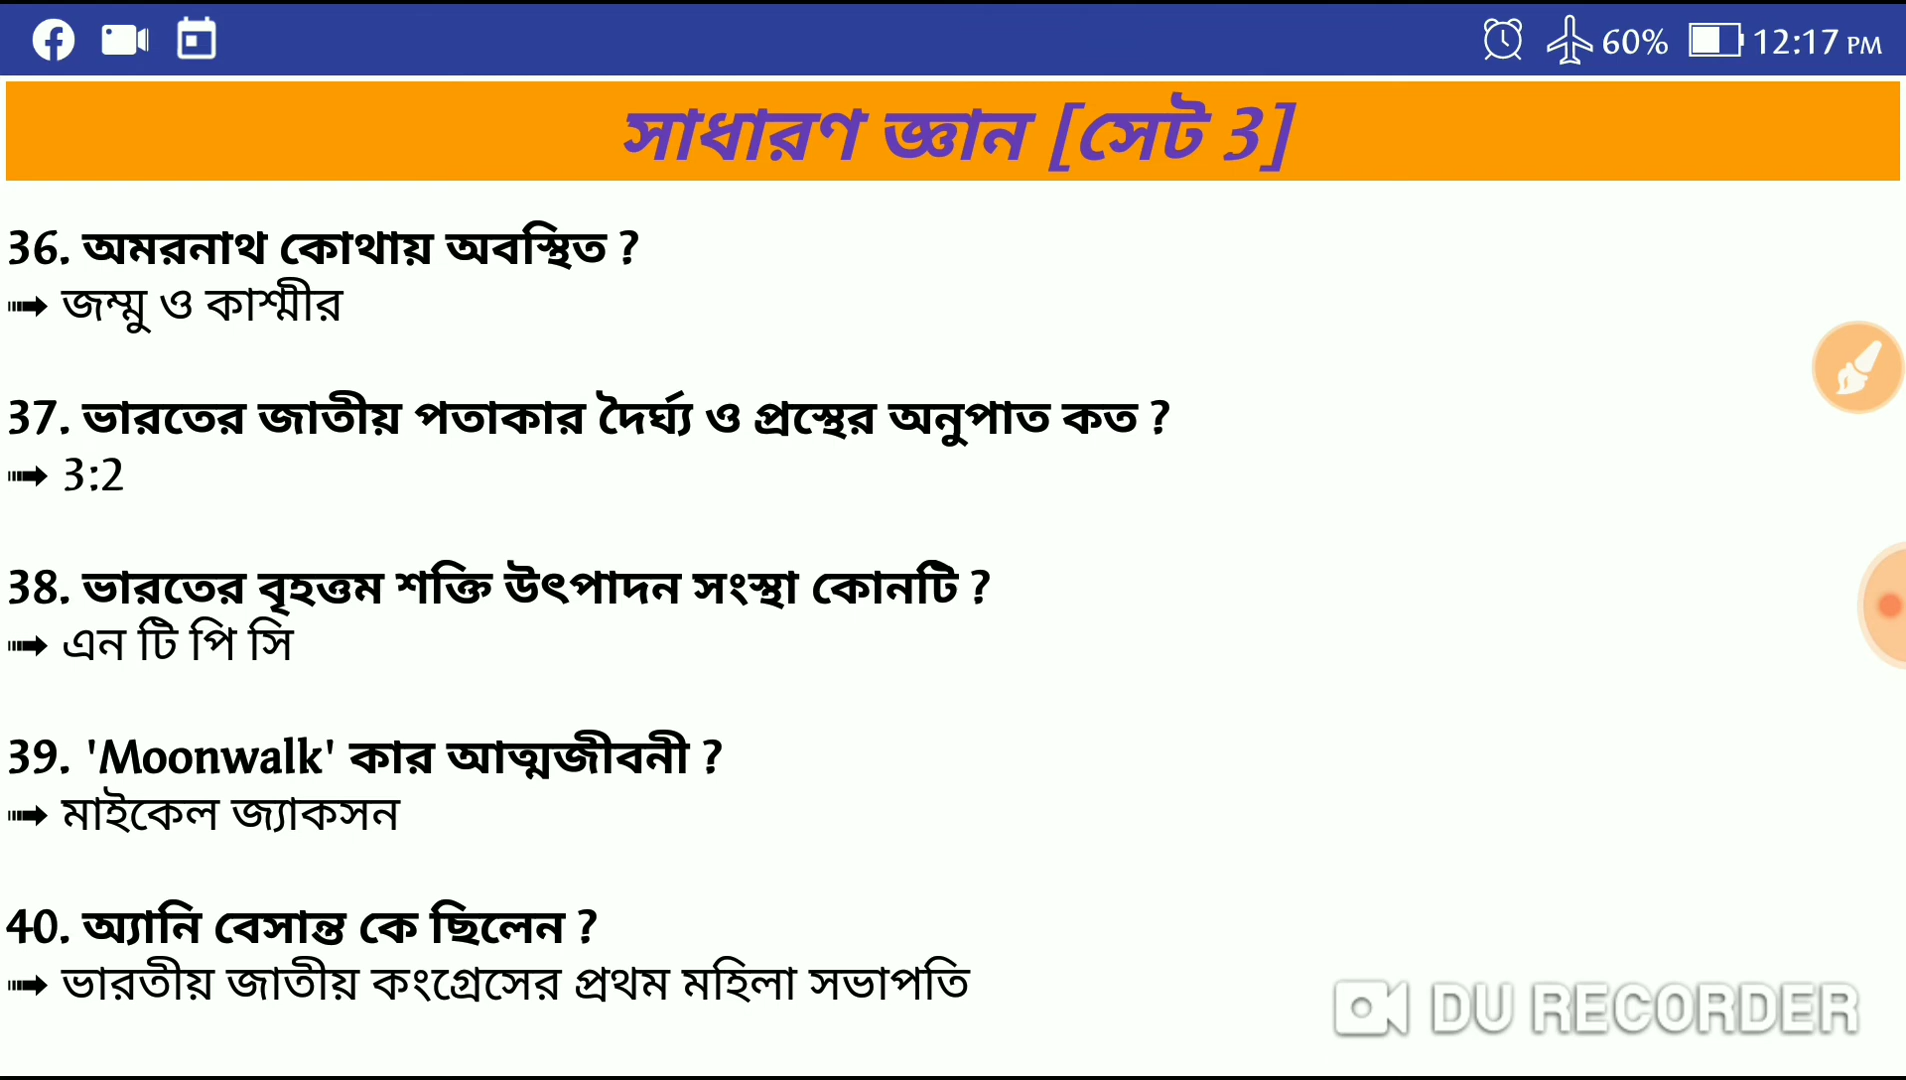 60% 12:17 PM
সাধারণ জ্ঞান [সেট 3]
36. অমরনাথ কোথায় অবস্থিত ?
➟ জম্মু ও কাশ্মীর
37. ভারতের জাতীয় পতাকার দৈর্ঘ্য ও প্রস্থের অনুপাত কত ?
➟ 3:2
38. ভারতের বৃহত্তম শক্তি উৎপাদন সংস্থা কোনটি ?
➟ এন টি পি সি
39. 'Moonwalk' কার আত্মজীবনী ?
➟ মাইকেল জ্যাকসন
40. অ্যানি বেসান্ত কে ছিলেন ?
➟ ভারতীয় জাতীয় কংগ্রেসের প্রথম মহিলা সভাপতি
DU RECORDER